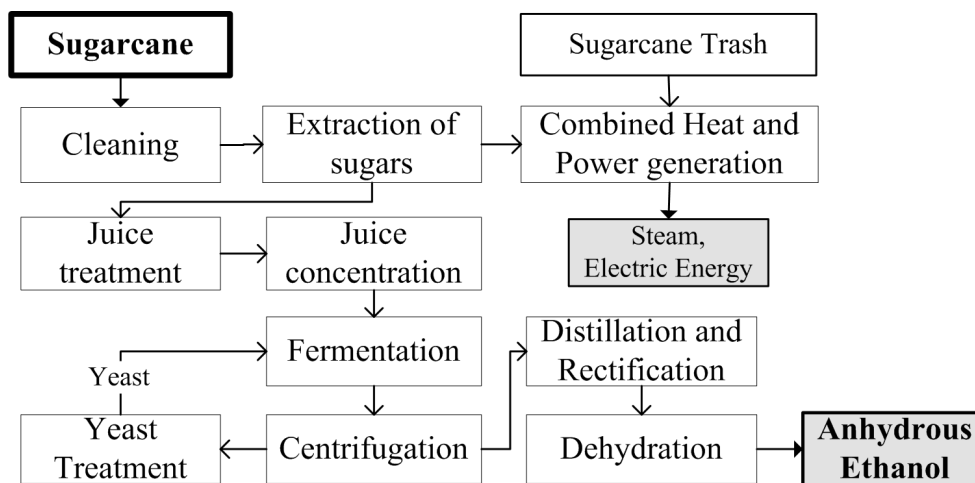 Sugarcane
Sugarcane Trash
Cleaning
Extraction of
sugars
Combined Heat and
Power generation
Juice
treatment
Juice
concentration
Steam,
Electric Energy
Fermentation
Distillation and
Rectification
Yeast
Yeast
Treatment
Centrifugation
Dehydration
Anhydrous
Ethanol